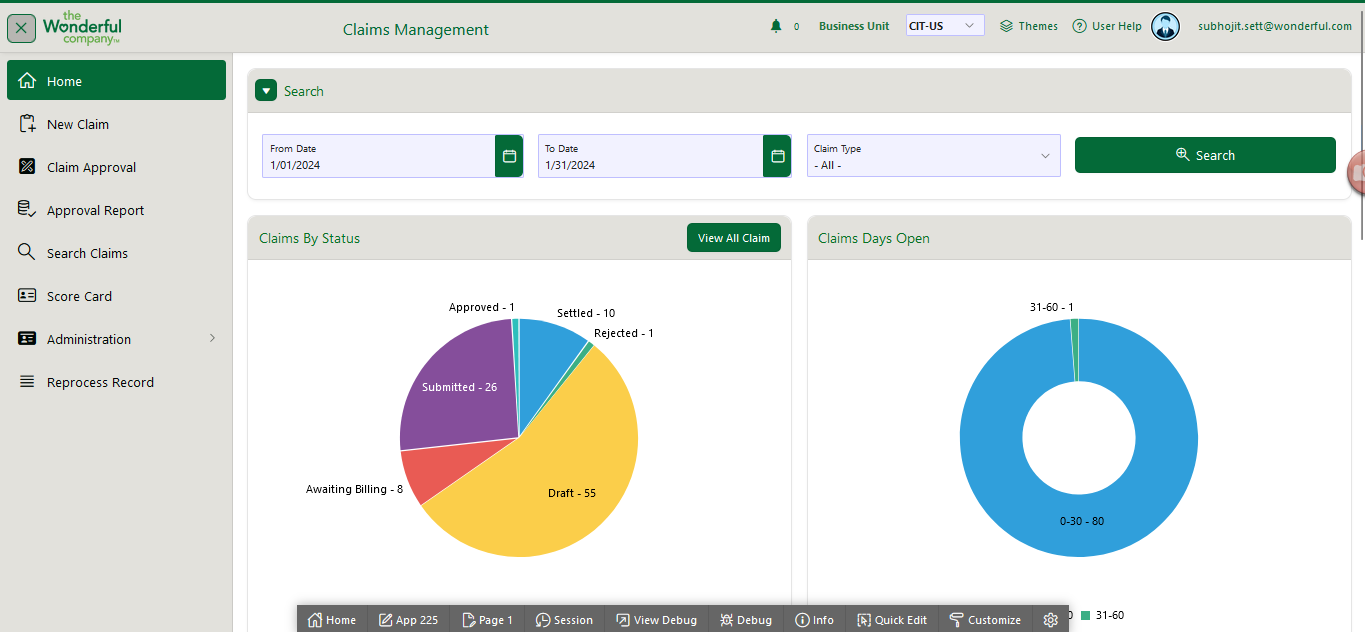 the
Wonderful
company™
Claims Management
0
Business Unit
CIT-US
Themes
User Help
subhojit.sett@wonderful.com
Home
New Claim
Claim Approval
Approval Report
Search Claims
Score Card
Administration
Reprocess Record
Search
From Date
1/01/2024
To Date
1/31/2024
Claim Type
- All -
Search
Claims By Status
View All Claim
Approved - 1
Settled - 10
Rejected - 1
Submitted - 26
Awaiting Billing - 8
Draft - 55
Claims Days Open
31-60 - 1
0-30 - 80
0
31-60
Home
App 225
Page 1
Session
View Debug
Debug
Info
Quick Edit
Customize